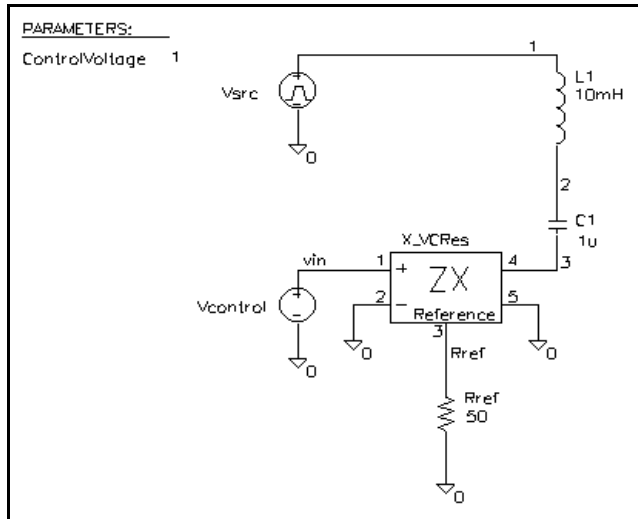 PARAMETERS:
ControlVoltage 1
1
L1
10mH
Vsrc
+
-
0
2
C1
1u
3
X_VCRes
vin
1
+
ZX
4
2
-
5
Vcontrol
+
-
Reference
3
0
0
0
Rref
Rref
50
0